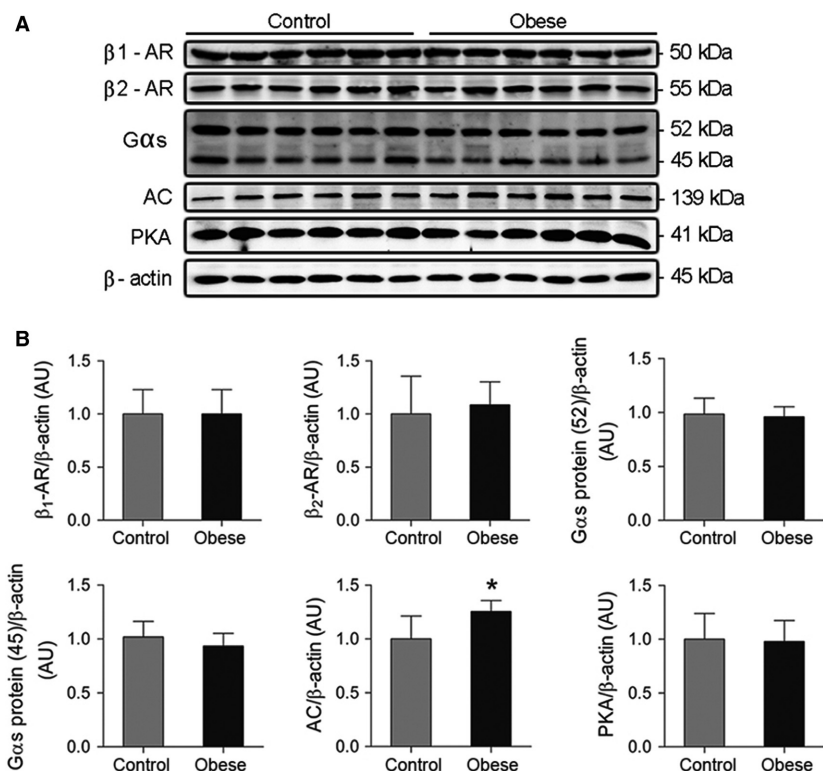 A
Control Obese
β1 - AR 50 kDa
β2 - AR 55 kDa
Gαs 52 kDa
45 kDa
AC 139 kDa
PKA 41 kDa
β - actin 45 kDa
B
β₁-AR/β-actin (AU)
1.5
1.0
0.5
0.0
Control Obese
β₂-AR/β-actin (AU)
1.5
1.0
0.5
0.0
Control Obese
Gαs protein (52)/β-actin
(AU)
1.5
1.0
0.5
0.0
Control Obese
Gαs protein (45)/β-actin
(AU)
1.5
1.0
0.5
0.0
Control Obese
AC/β-actin (AU)
1.5
1.0
0.5
0.0
*
Control Obese
PKA/β-actin (AU)
1.5
1.0
0.5
0.0
Control Obese